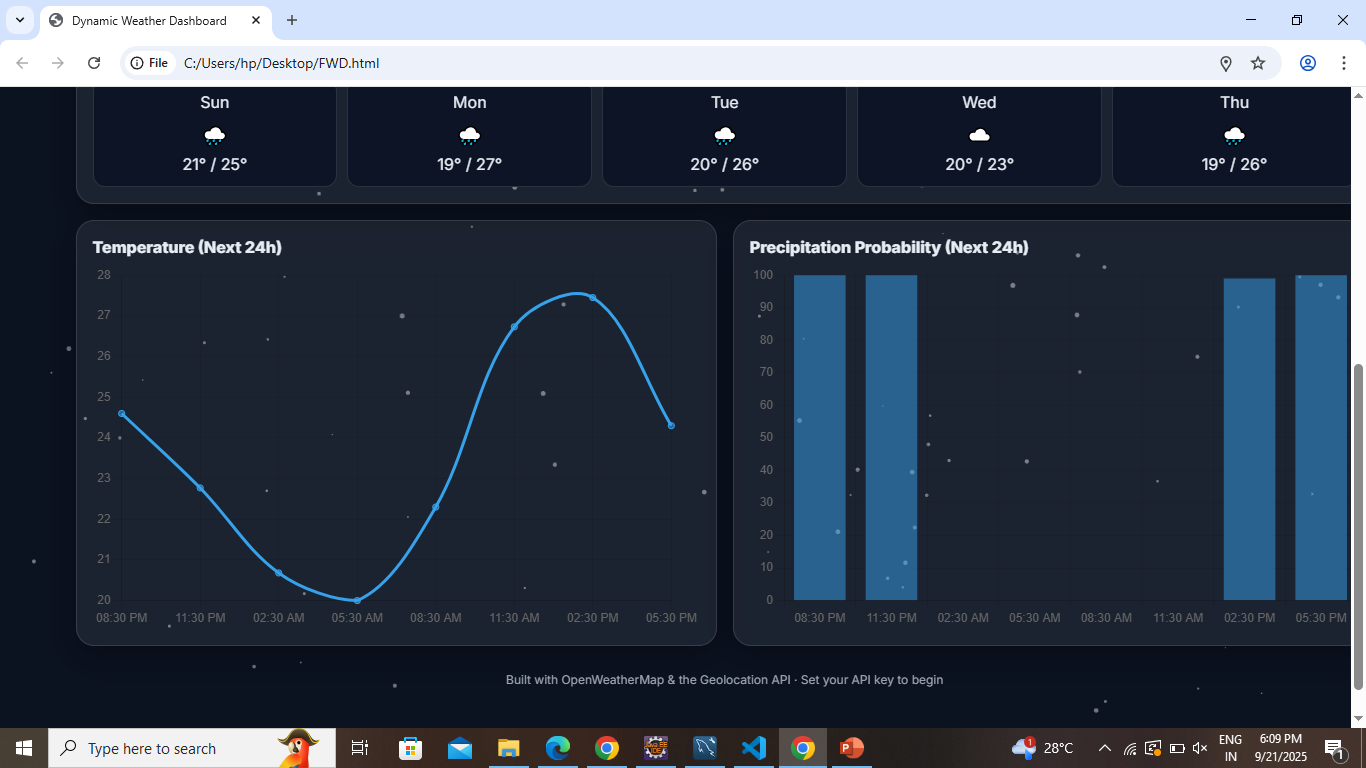 Dynamic Weather Dashboard
File
C:/Users/hp/Desktop/FWD.html
Sun
Mon
Tue
Wed
Thu
21° / 25°
19° / 27°
20° / 26°
20° / 23°
19° / 26°
Temperature (Next 24h)
28
27
26
25
24
23
22
21
20
08:30 PM
11:30 PM
02:30 AM
05:30 AM
08:30 AM
11:30 AM
02:30 PM
05:30 PM
Precipitation Probability (Next 24h)
100
90
80
70
60
50
40
30
20
10
0
08:30 PM
11:30 PM
02:30 AM
05:30 AM
08:30 AM
11:30 AM
02:30 PM
05:30 PM
Built with OpenWeatherMap & the Geolocation API · Set your API key to begin
Type here to search
Java EE
IDE
P
1
28°C
ENG
IN
6:09 PM
9/21/2025
1